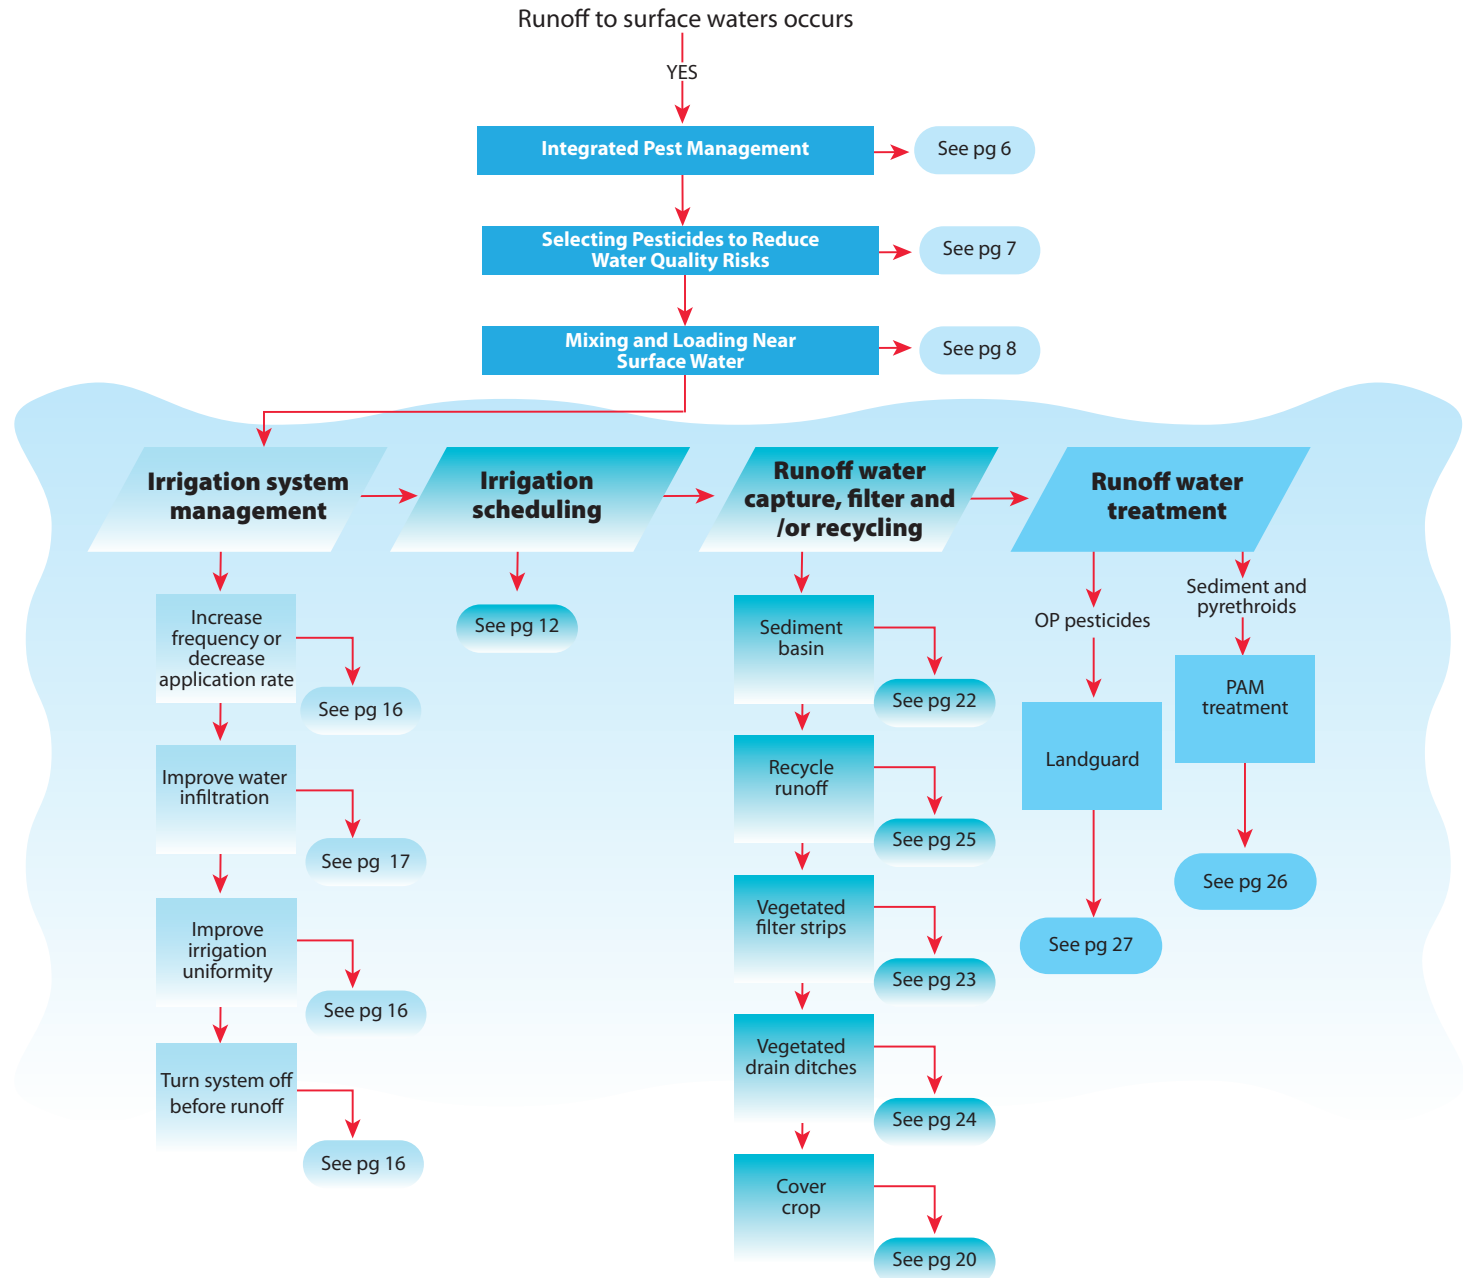 Runoff to surface waters occurs
YES
Integrated Pest Management
See pg 6
Selecting Pesticides to Reduce
Water Quality Risks
See pg 7
Mixing and Loading Near
Surface Water
See pg 8
Irrigation system
management
Increase
frequency or
decrease
application rate
See pg 16
Improve water
infiltration
See pg 17
Improve
irrigation
uniformity
See pg 16
Turn system off
before runoff
See pg 16
Irrigation
scheduling
See pg 12
Runoff water
capture, filter and
/or recycling
Sediment
basin
See pg 22
Recycle
runoff
See pg 25
Vegetated
filter strips
See pg 23
Vegetated
drain ditches
See pg 24
Cover
crop
See pg 20
Runoff water
treatment
OP pesticides
Landguard
See pg 27
Sediment and
pyrethroids
PAM
treatment
See pg 26